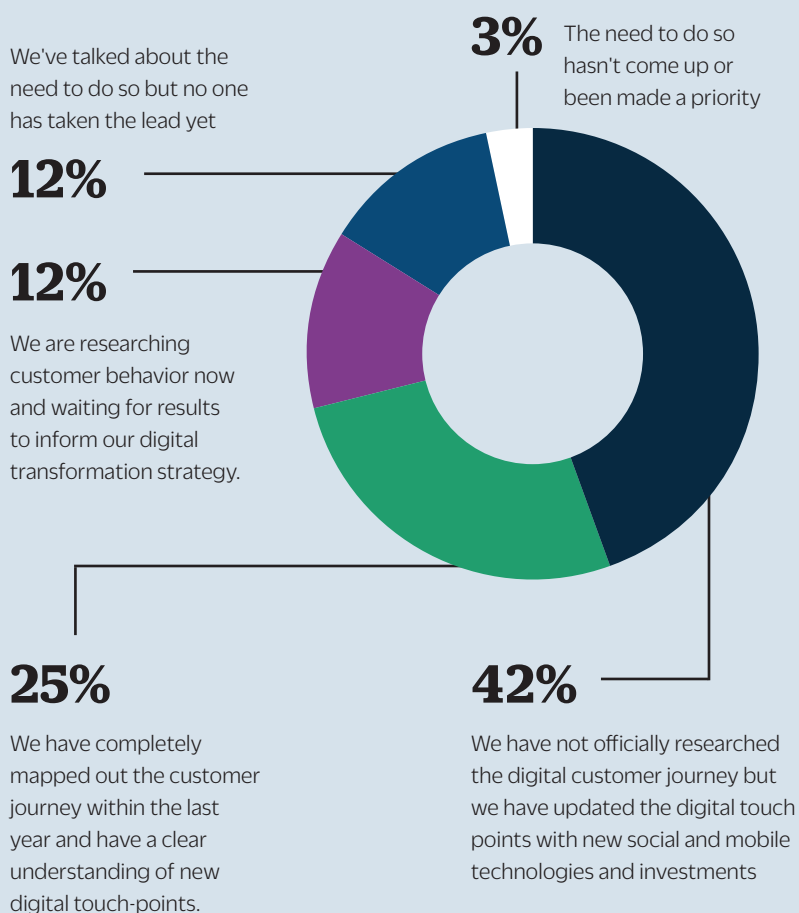 We've talked about the
need to do so but no one
has taken the lead yet
12%
3%
The need to do so
hasn't come up or
been made a priority
12%
We are researching
customer behavior now
and waiting for results
to inform our digital
transformation strategy.
25%
We have completely
mapped out the customer
journey within the last
year and have a clear
understanding of new
digital touch-points.
42%
We have not officially researched
the digital customer journey but
we have updated the digital touch
points with new social and mobile
technologies and investments